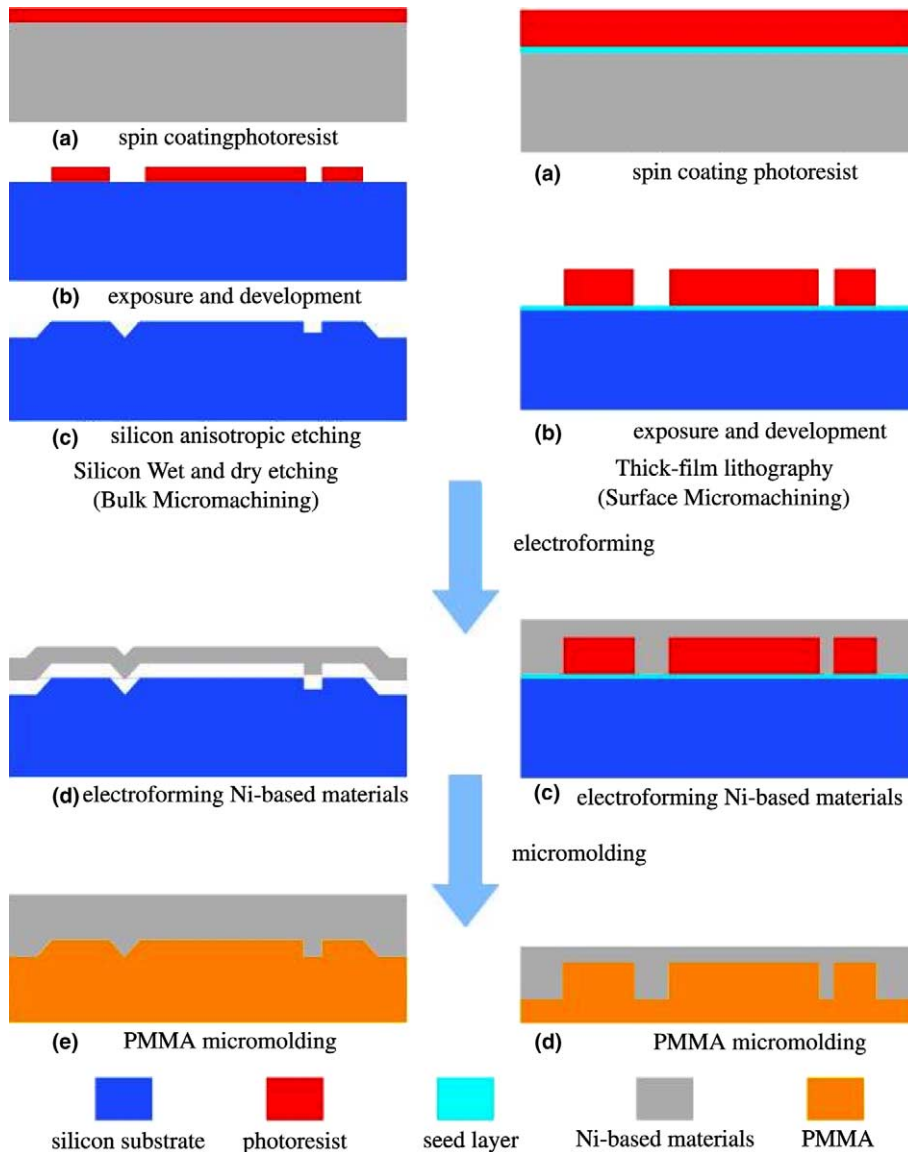 (a) spin coatingphotoresist
(b) exposure and development
(c) silicon anisotropic etching
Silicon Wet and dry etching
(Bulk Micromachining)
(a) spin coating photoresist
(b) exposure and development
Thick-film lithography
(Surface Micromachining)
electroforming
(d) electroforming Ni-based materials
(c) electroforming Ni-based materials
micromolding
(e) PMMA micromolding
(d) PMMA micromolding
silicon substrate
photoresist
seed layer
Ni-based materials
PMMA